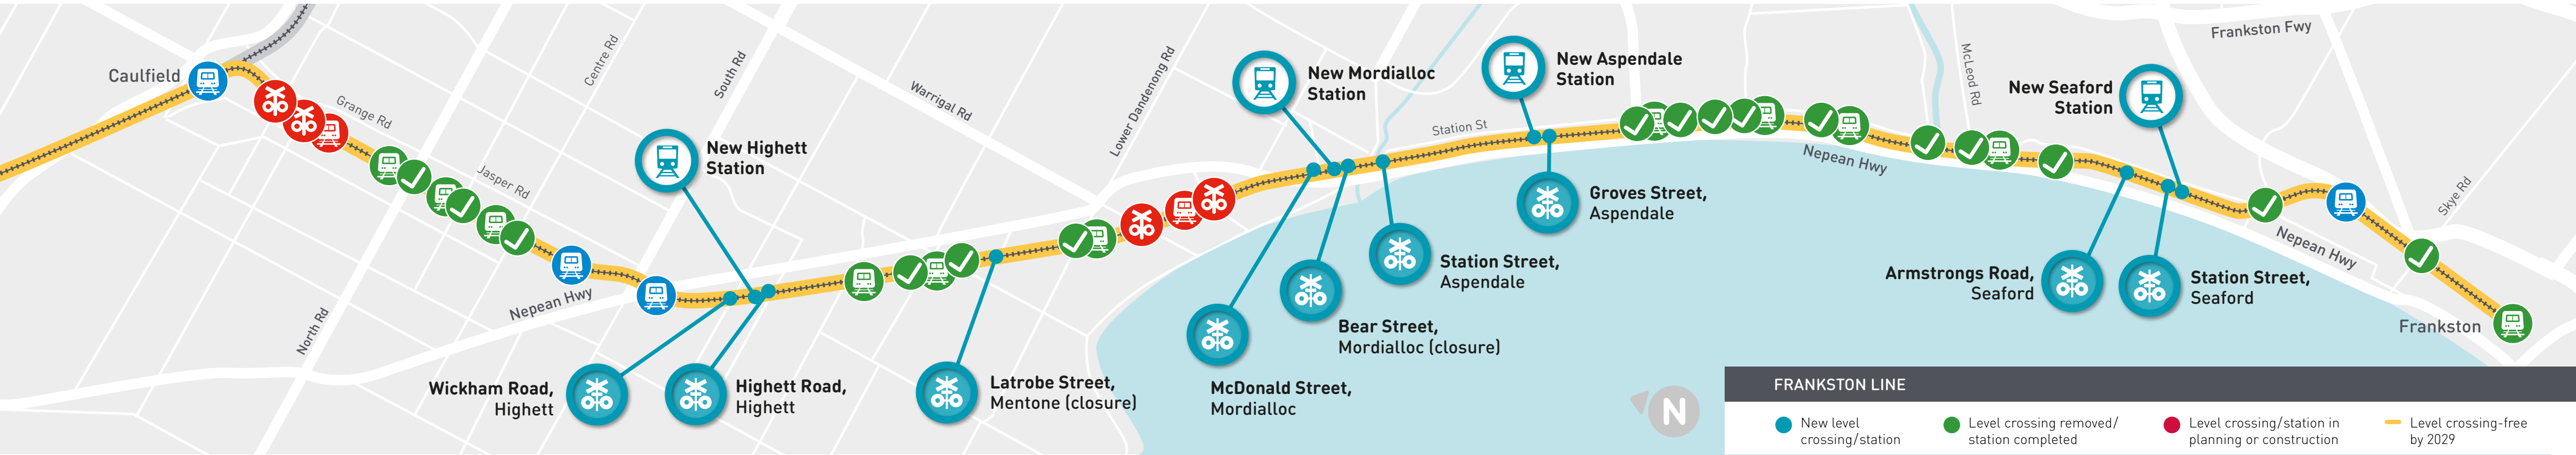 Caulfield
Grange Rd
Jasper Rd
Centre Rd
South Rd
North Rd
Nepean Hwy
New Highett
Station
Wickham Road,
Highett
Highett Road,
Highett
Warrigal Rd
Lower Dandenong Rd
Latrobe Street,
Mentone (closure)
New Mordialloc
Station
McDonald Street,
Mordialloc
Bear Street,
Mordialloc (closure)
Station Street,
Aspendale
Station St
New Aspendale
Station
Groves Street,
Aspendale
Nepean Hwy
McLeod Rd
New Seaford
Station
Armstrongs Road,
Seaford
Station Street,
Seaford
Nepean Hwy
Frankston Fwy
Skye Rd
Frankston
N
FRANKSTON LINE
New level
crossing/station
Level crossing removed/
station completed
Level crossing/station in
planning or construction
Level crossing-free
by 2029